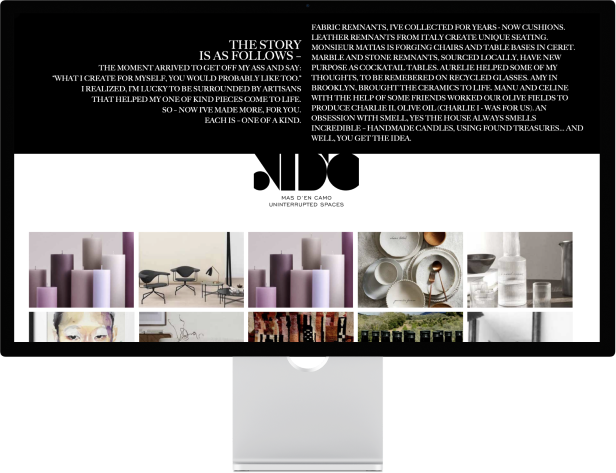 THE STORY
IS AS FOLLOWS –
THE MOMENT ARRIVED TO GET OFF MY ASS AND SAY:
"WHAT I CREATE FOR MYSELF, YOU WOULD PROBABLY LIKE TOO."
I REALIZED, I'M LUCKY TO BE SURROUNDED BY ARTISANS
THAT HELPED MY ONE OF KIND PIECES COME TO LIFE.
SO – NOW I'VE MADE MORE, FOR YOU.
EACH IS – ONE OF A KIND.
FABRIC REMNANTS, I'VE COLLECTED FOR YEARS - NOW CUSHIONS.
LEATHER REMNANTS FROM ITALY CREATE UNIQUE SEATING.
MONSIEUR MATIAS IS FORGING CHAIRS AND TABLE BASES IN CERET.
MARBLE AND STONE REMNANTS, SOURCED LOCALLY, HAVE NEW
PURPOSE AS COCKATAIL TABLES. AURELIE HELPED SOME OF MY
THOUGHTS, TO BE REMEBERED ON RECYCLED GLASSES. AMY IN
BROOKLYN, BROUGHT THE CERAMICS TO LIFE. MANU AND CELINE
WITH THE HELP OF SOME FRIENDS WORKED OUR OLIVE FIELDS TO
PRODUCE CHARLIE II, OLIVE OIL (CHARLIE I - WAS FOR US). AN
OBSESSION WITH SMELL, YES THE HOUSE ALWAYS SMELLS
INCREDIBLE – HANDMADE CANDLES, USING FOUND TREASURES... AND
WELL, YOU GET THE IDEA.
NIDO
MAS D'EN CAMO
UNINTERRUPTED SPACES